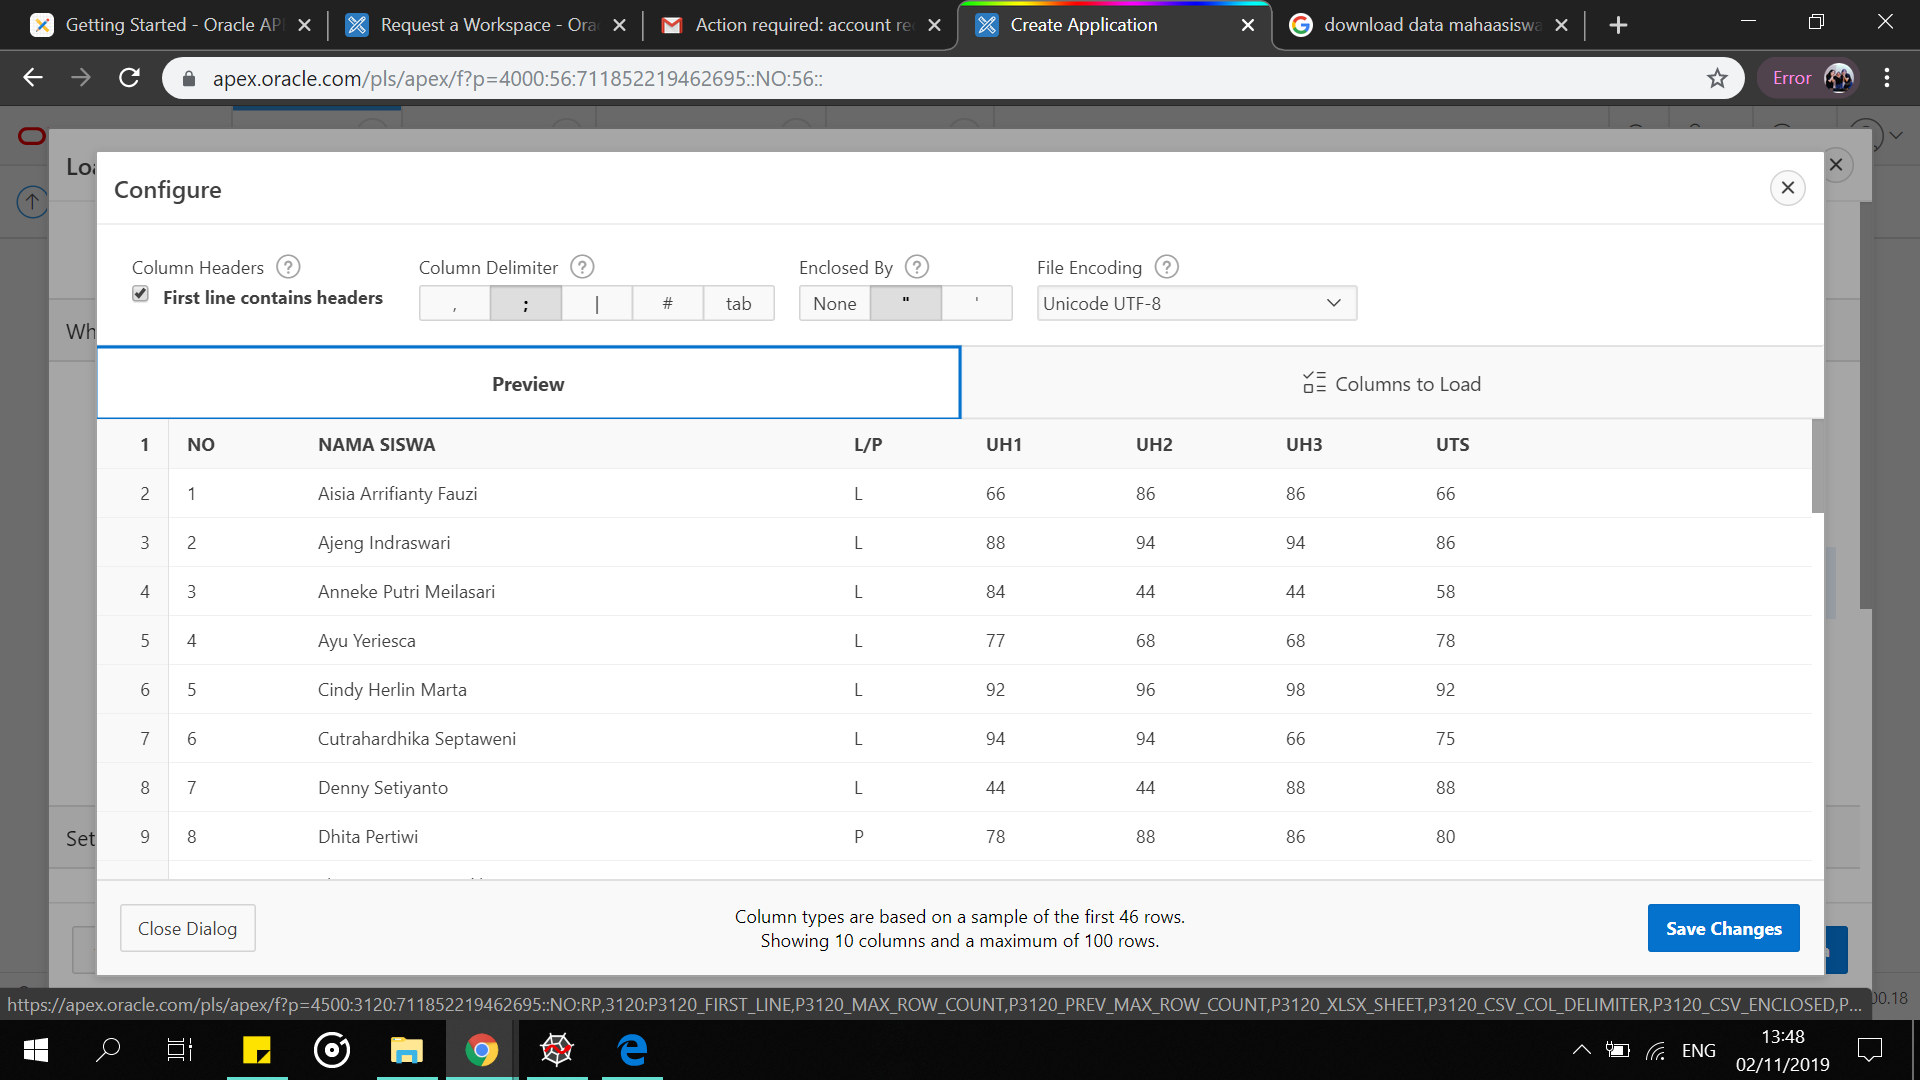 Getting Started - Oracle AP
Request a Workspace - Ora
Action required: account re
Create Application
download data mahaasiswa
apex.oracle.com/pls/apex/f?p=4000:56:711852219462695::NO:56::
Error
Configure
Column Headers ?
First line contains headers
Column Delimiter ?
, ; | # tab
Enclosed By ?
None " '
File Encoding ?
Unicode UTF-8
Wh
Preview
Columns to Load
1 NO NAMA SISWA L/P UH1 UH2 UH3 UTS
2 1 Aisia Arrifianty Fauzi L 66 86 86 66
3 2 Ajeng Indraswari L 88 94 94 86
4 3 Anneke Putri Meilasari L 84 44 44 58
5 4 Ayu Yeriesca L 77 68 68 78
6 5 Cindy Herlin Marta L 92 96 98 92
7 6 Cutrahardhika Septaweni L 94 94 66 75
8 7 Denny Setiyanto L 44 44 88 88
9 8 Dhita Pertiwi P 78 88 86 80
Set
Close Dialog
Column types are based on a sample of the first 46 rows.
Showing 10 columns and a maximum of 100 rows.
Save Changes
https://apex.oracle.com/pls/apex/f?p=4500:3120:711852219462695::NO:RP,3120:P3120_FIRST_LINE,P3120_MAX_ROW_COUNT,P3120_PREV_MAX_ROW_COUNT,P3120_XLSX_SHEET,P3120_CSV_COL_DELIMITER,P3120_CSV_ENCLOSED,P...
00.18
ENG
13:48
02/11/2019